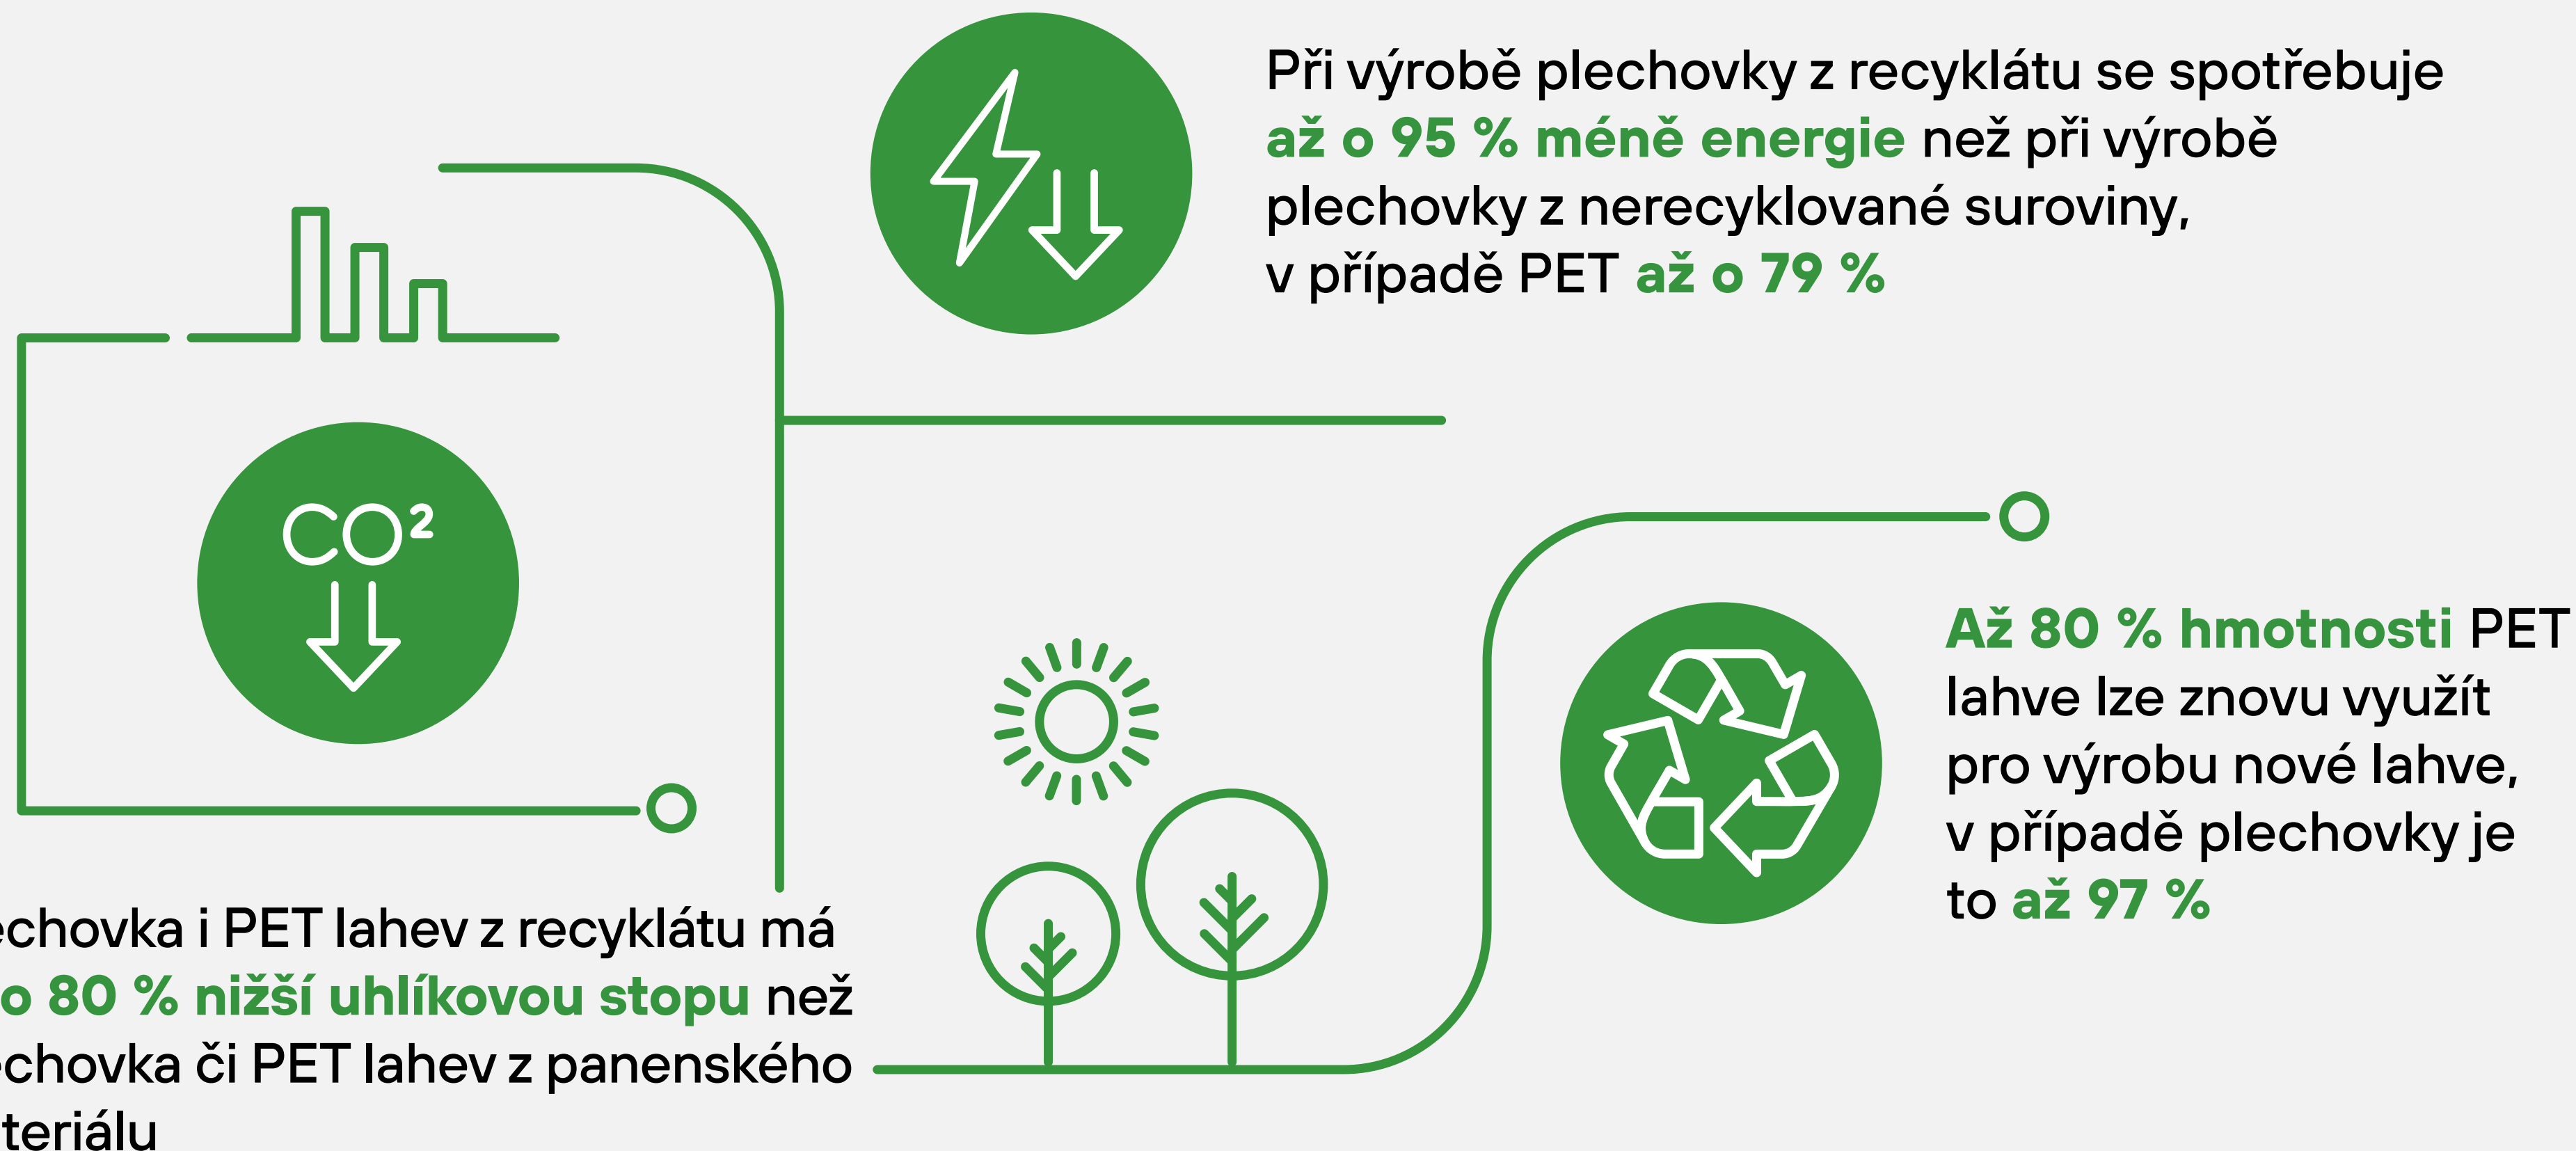 Při výrobě plechovky z recyklátu se spotřebuje
až o 95 % méně energie než při výrobě
plechovky z nerecyklované suroviny,
v případě PET až o 79 %
CO²
Až 80 % hmotnosti PET
lahve lze znovu využít
pro výrobu nové lahve,
v případě plechovky je
to až 97 %
echovka i PET lahev z recyklátu má
o 80 % nižší uhlíkovou stopu než
echovka či PET lahev z panenského
teriálu